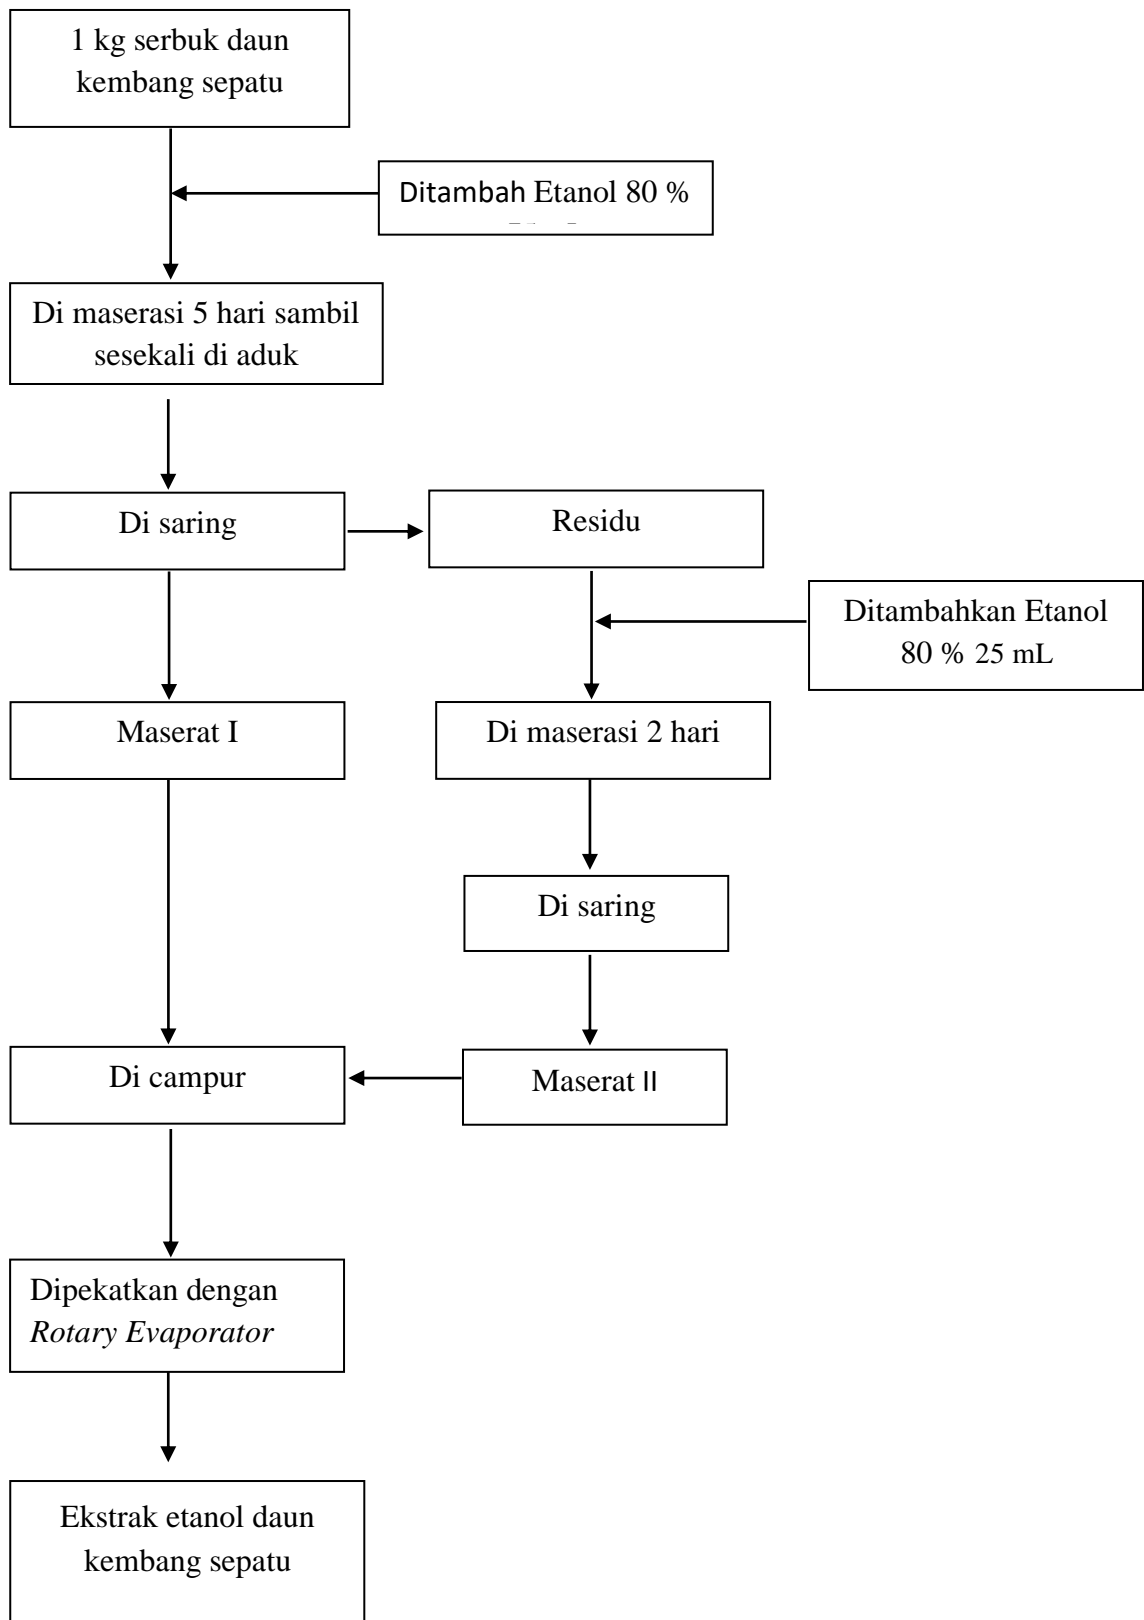 1 kg serbuk daun
kembang sepatu
Ditambah Etanol 80 %
Di maserasi 5 hari sambil
sesekali di aduk
Di saring
Residu
Ditambahkan Etanol
80 % 25 mL
Maserat I
Di maserasi 2 hari
Di saring
Di campur
Maserat II
Dipekatkan dengan
Rotary Evaporator
Ekstrak etanol daun
kembang sepatu